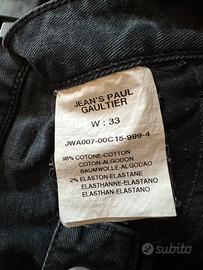 JEAN'S PAUL
GAULTIER
W : 33
JWA007-00C15-999-4
98% COTONE-COTTON
COTON-ALGODON
BAUMWOLLE-ALGODAO
2% ELASTON-ELASTANE
ELASTHANNE-ELASTANO
ELASTHAN-ELASTANO
subito